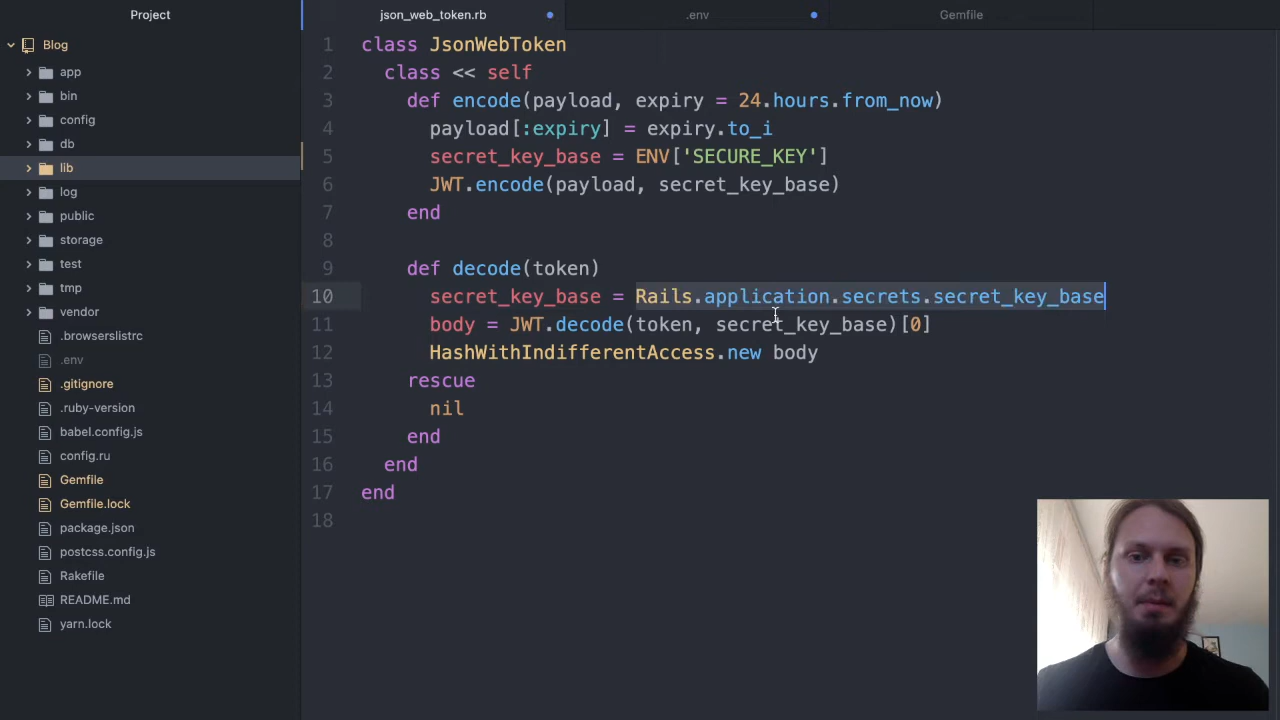 Project
json_web_token.rb
.env
Gemfile
Blog
app
bin
config
db
lib
log
public
storage
test
tmp
vendor
.browserslistrc
.env
.gitignore
.ruby-version
babel.config.js
config.ru
Gemfile
Gemfile.lock
package.json
postcss.config.js
Rakefile
README.md
yarn.lock
1 class JsonWebToken
2 class << self
3 def encode(payload, expiry = 24.hours.from_now)
4 payload[:expiry] = expiry.to_i
5 secret_key_base = ENV['SECURE_KEY']
6 JWT.encode(payload, secret_key_base)
7 end
8
9 def decode(token)
10 secret_key_base = Rails.application.secrets.secret_key_base
11 body = JWT.decode(token, secret_key_base)[0]
12 HashWithIndifferentAccess.new body
13 rescue
14 nil
15 end
16 end
17 end
18